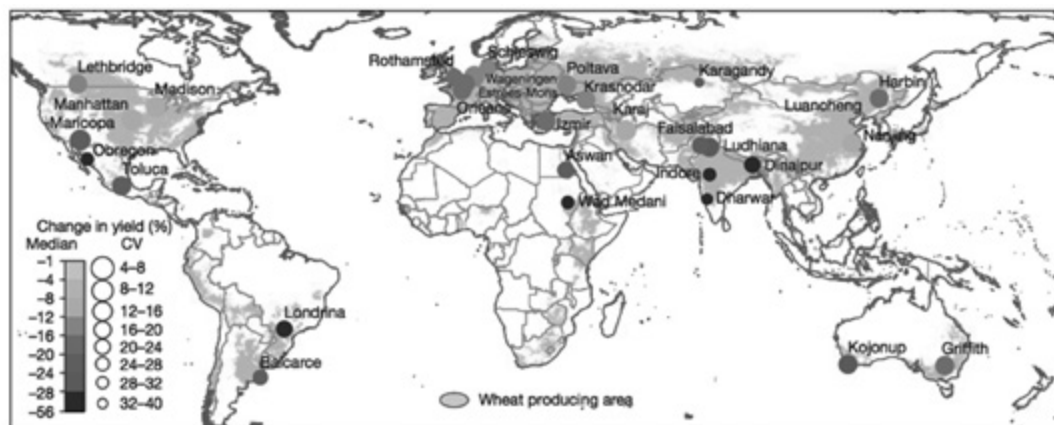 Rothamsted
Schleswig
Lethbridge
Wageningen
Poltava
Karagandy
Harbin
Madison
Estrées-Mons
Krasnodar
Manhattan
Orleans
Karaj
Luancheng
Maricopa
Izmir
Faisalabad
Nanjing
Obregon
Ludhiana
Toluca
Aswan
Dinajpur
Indore
Wad Medani
Dharwar
Change in yield (%)
Median CV
–1 4–8
–4 8–12
–8 12–16
–12 16–20
–16 20–24
–20 24–28
–24 28–32
–28 32–40
–56
Londrina
Balcarce
Kojonup
Griffith
Wheat producing area